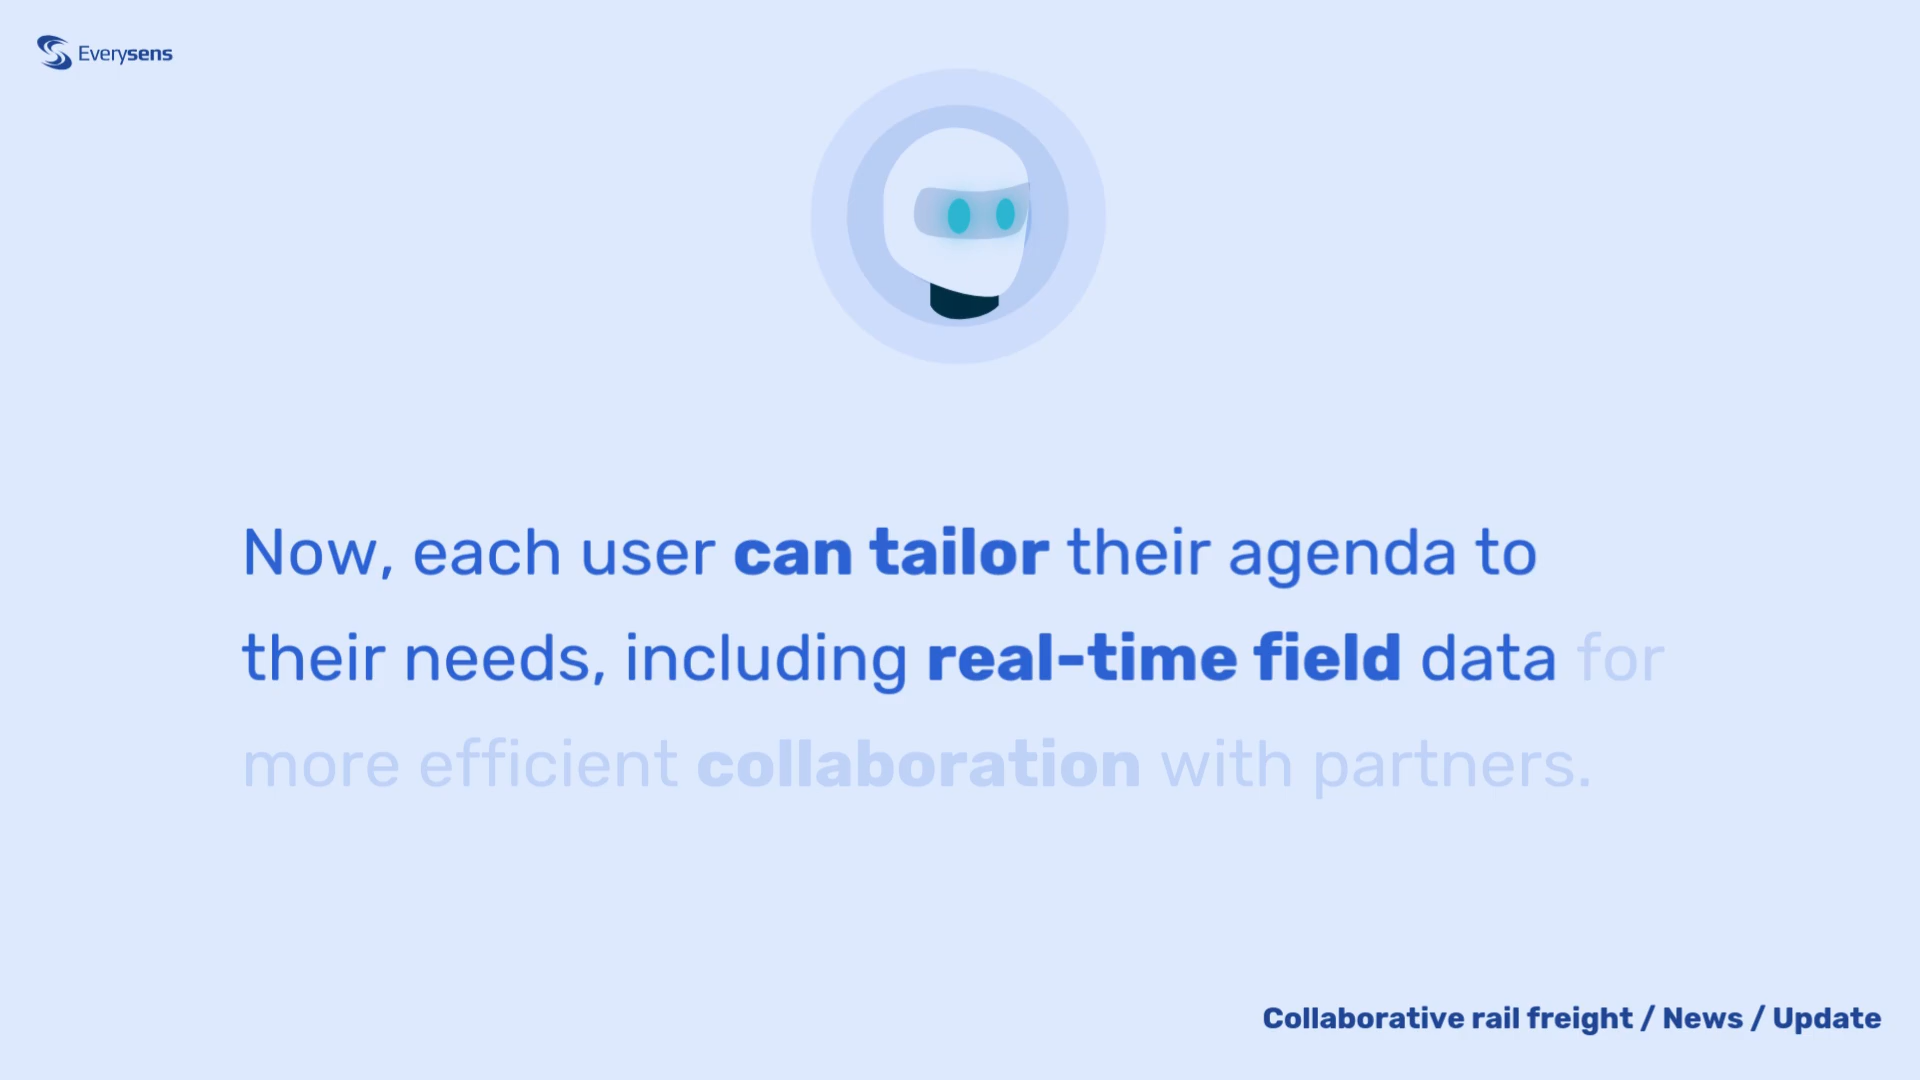 Everysens
Now, each user can tailor their agenda to
their needs, including real-time field data for
more efficient collaboration with partners.
Collaborative rail freight / News / Update